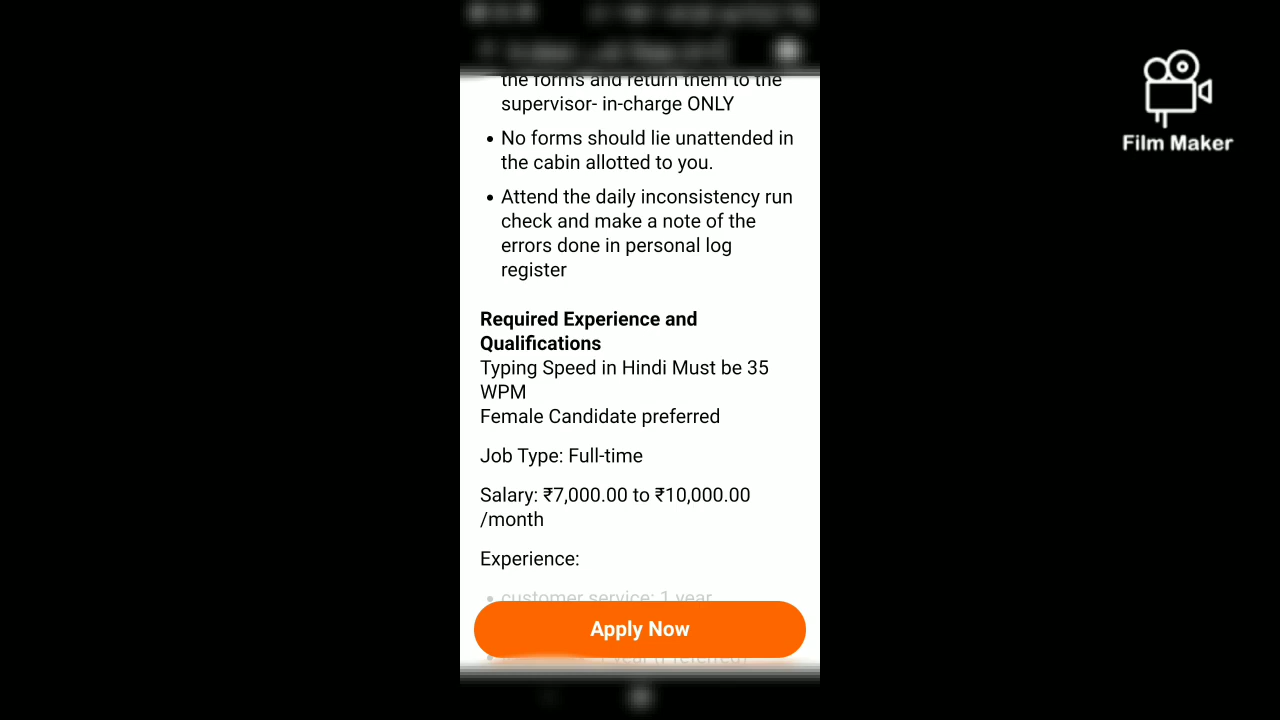 the forms and return them to the
supervisor- in-charge ONLY
• No forms should lie unattended in
the cabin allotted to you.
• Attend the daily inconsistency run
check and make a note of the
errors done in personal log
register
Required Experience and
Qualifications
Typing Speed in Hindi Must be 35
WPM
Female Candidate preferred
Job Type: Full-time
Salary: ₹7,000.00 to ₹10,000.00
/month
Experience:
• customer service: 1 year
Apply Now
Film Maker